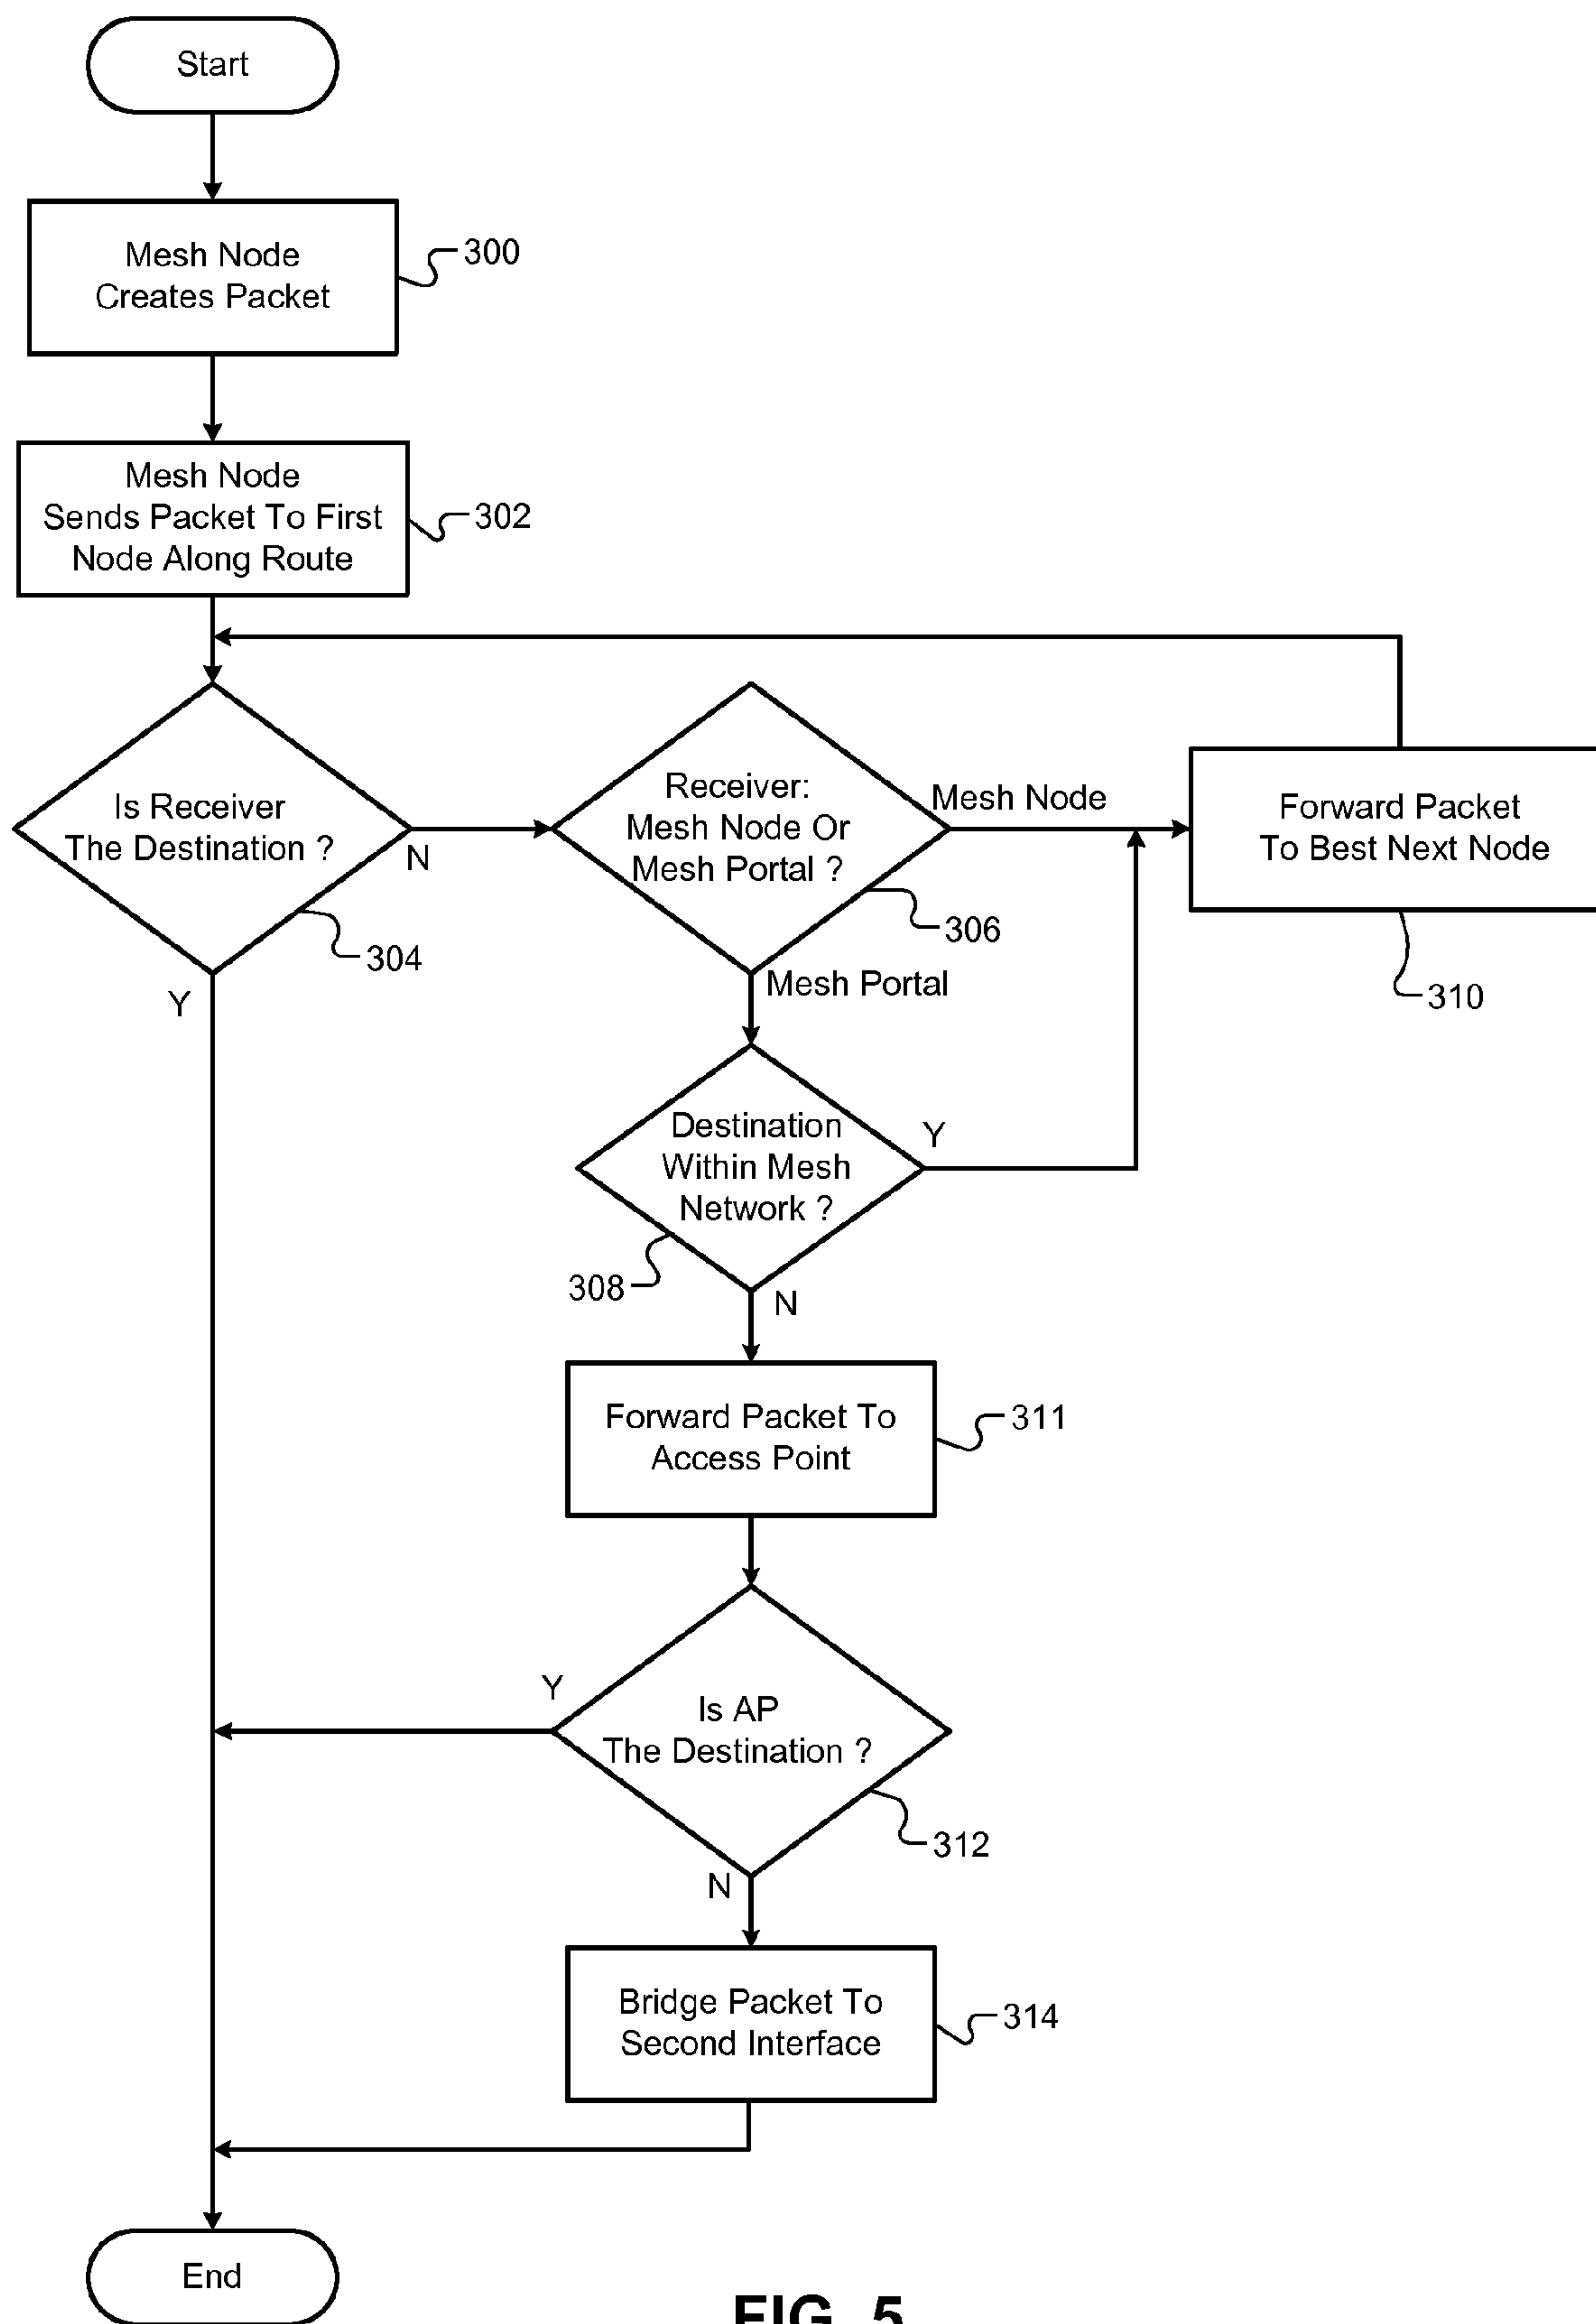 Start
Mesh Node
Creates Packet
300
Mesh Node
Sends Packet To First
Node Along Route
302
Is Receiver
The Destination ?
N
304
Y
Receiver:
Mesh Node Or
Mesh Portal ?
Mesh Node
306
Mesh Portal
Forward Packet
To Best Next Node
310
Destination
Within Mesh
Network ?
Y
308
N
Forward Packet To
Access Point
311
Y
Is AP
The Destination ?
312
N
Bridge Packet To
Second Interface
314
End
FIG. 5